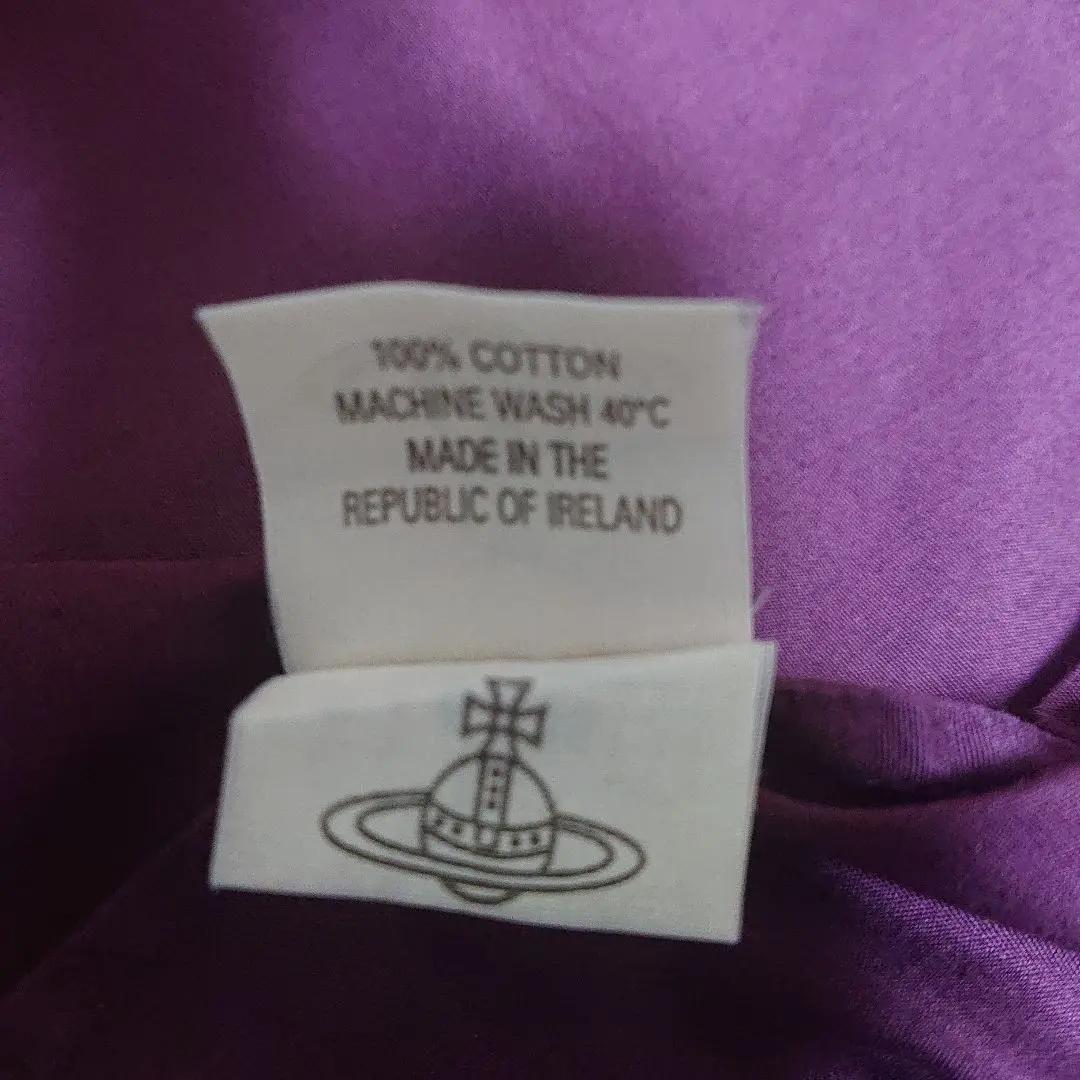 100% COTTON
MACHINE WASH 40°C
MADE IN THE
REPUBLIC OF IRELAND